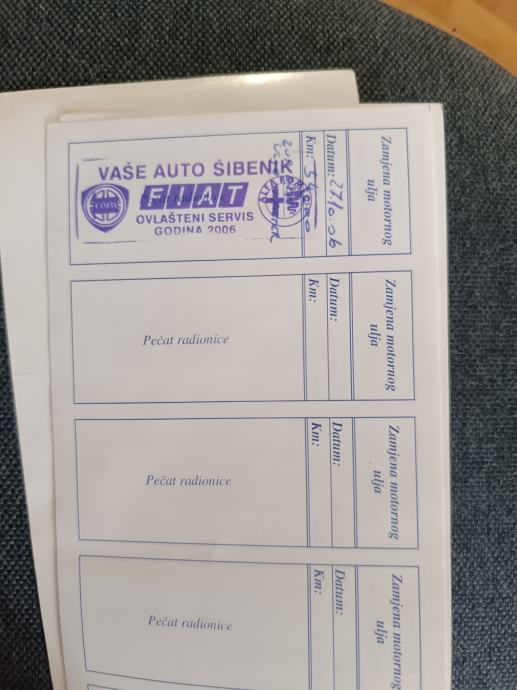 Zamjena motornog
ulja
Datum: 27.10.06
Km:
VAŠE AUTO ŠIBENIK
LANCIA
FIAT
OVLAŠTENI SERVIS
GODINA 2006
Zamjena motornog
ulja
Datum:
Km:
Pečat radionice
Zamjena motornog
ulja
Datum:
Km:
Pečat radionice
Zamjena motornog
ulja
Datum:
Km:
Pečat radionice